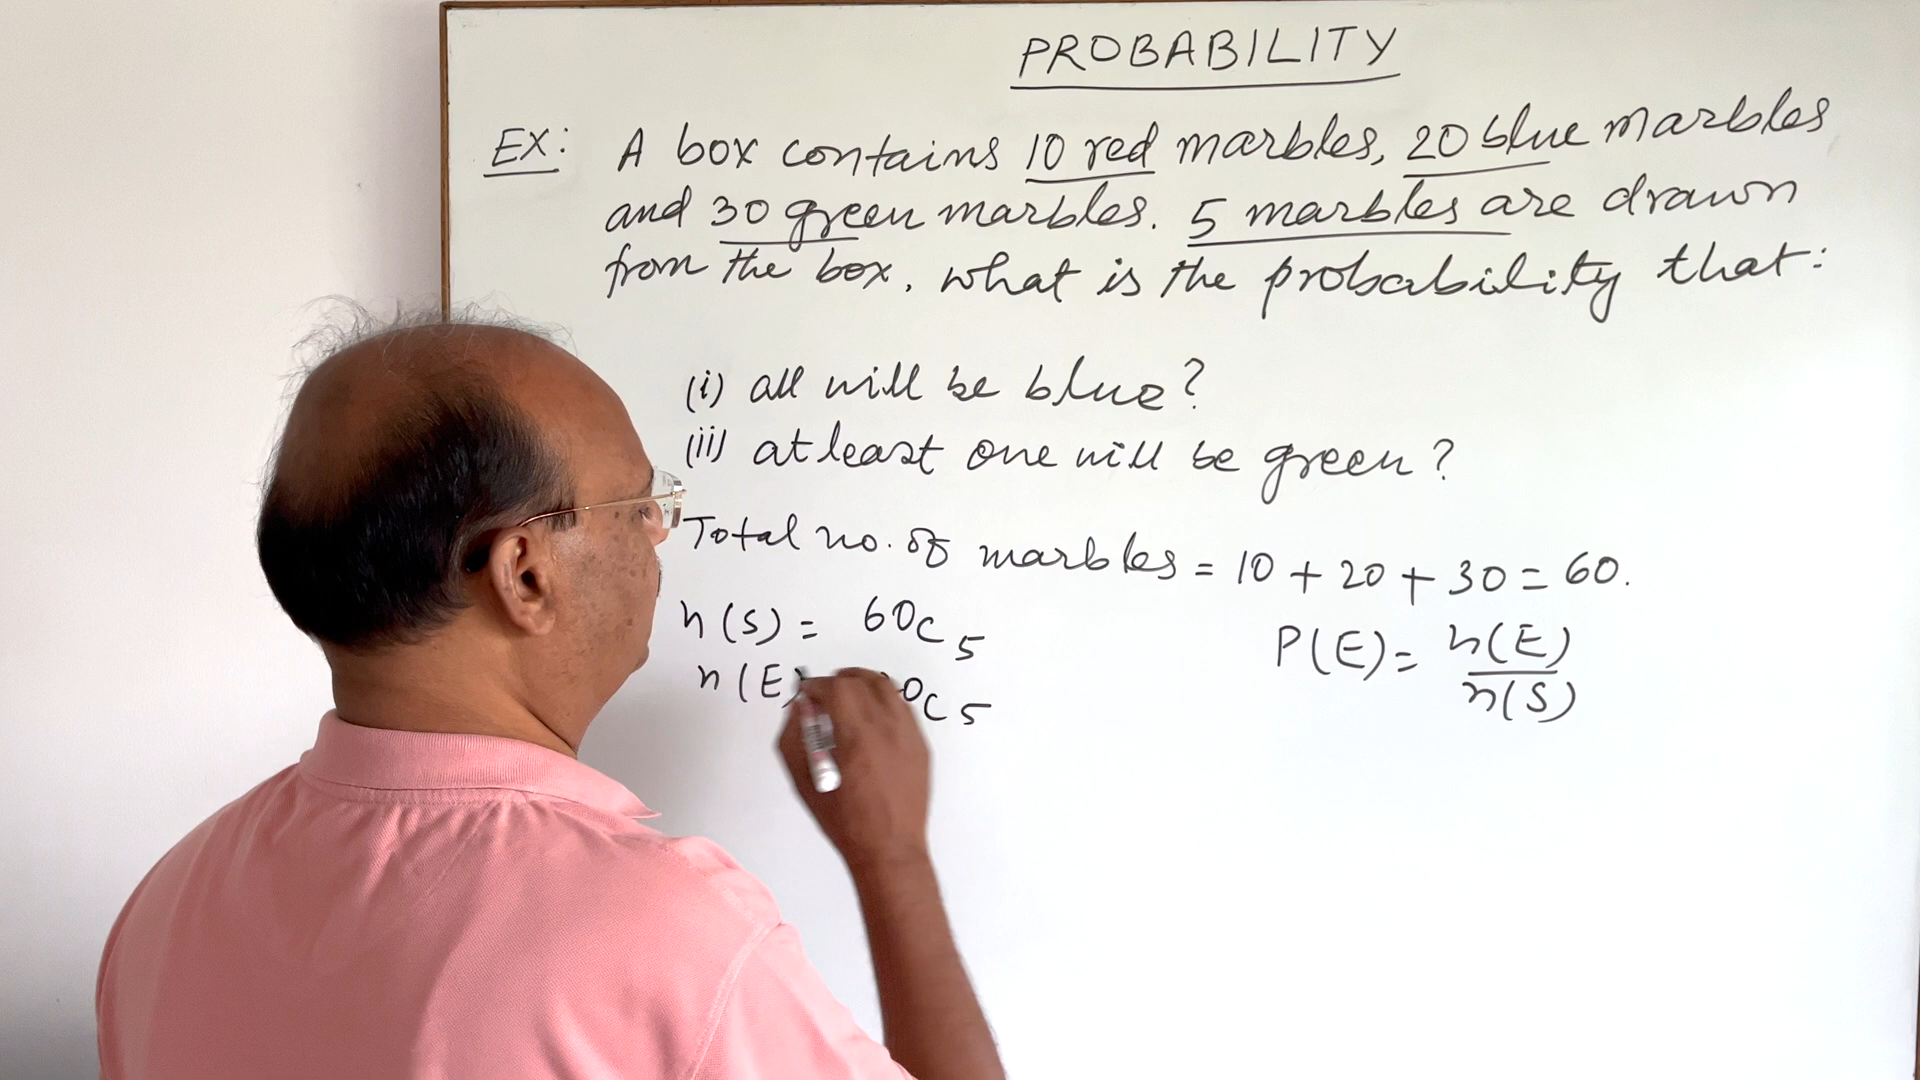 PROBABILITY
EX: A box contains 10 red marbles, 20 blue marbles
and 30 green marbles. 5 marbles are drawn
from the box, what is the probability that:
(i) all will be blue?
(ii) atleast one will be green?
Total no. of marbles = 10 + 20 + 30 = 60.
n(S) = 60C5
n(E) 0C5
P(E) = n(E)/n(S)